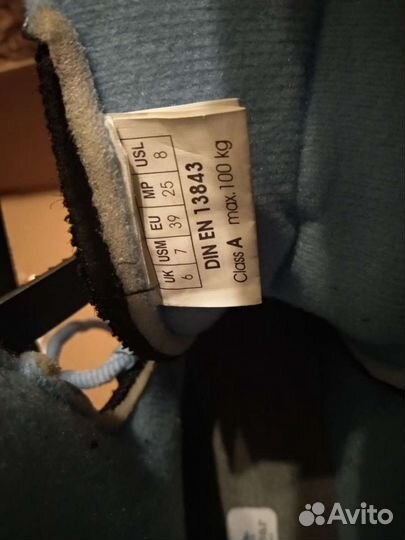 UK USM EU MP USL
6 7 39 25 8
DIN EN 13843
Class A max. 100 kg
Avito